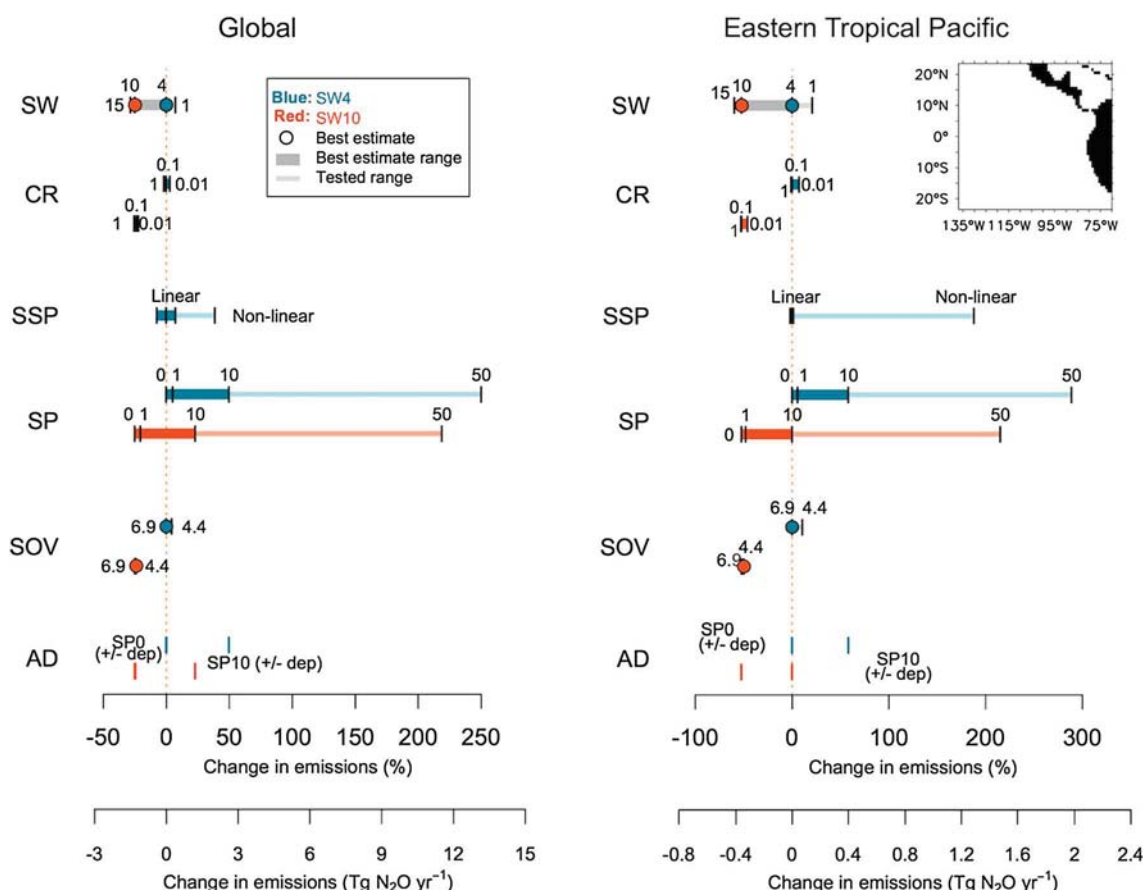 Global
Eastern Tropical Pacific
SW
10 4
15 1
Blue: SW4
Red: SW10
Best estimate
Best estimate range
Tested range
CR
0.1
1 0.01
0.1
1 0.01
SSP
Linear
Non-linear
SP
0 1 10 50
0 1 10 50
SOV
6.9 4.4
6.9 4.4
AD
SP0
(+/- dep)
SP10 (+/- dep)
-50 0 50 100 150 200 250
Change in emissions (%)
-3 0 3 6 9 12 15
Change in emissions (Tg N₂O yr⁻¹)
SW
15 10 4 1
20°N
10°N
0°
10°S
20°S
135°W 115°W 95°W 75°W
CR
0.1
1 0.01
0.1
1 0.01
SSP
Linear Non-linear
SP
0 1 10 50
1 10 50
0
SOV
6.9 4.4
4.4
6.9
AD
SP0
(+/- dep)
SP10
(+/- dep)
-100 0 100 200 300
Change in emissions (%)
-0.8 -0.4 0 0.4 0.8 1.2 1.6 2 2.4
Change in emissions (Tg N₂O yr⁻¹)